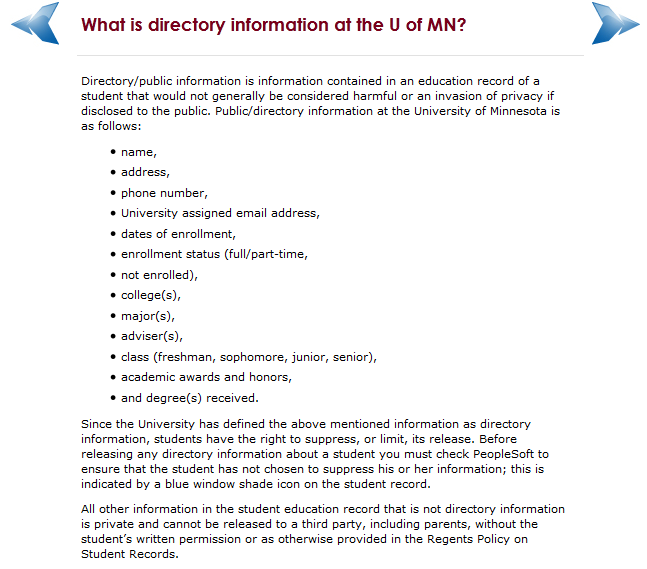 What is directory information at the U of MN?
Directory/public information is information contained in an education record of a
student that would not generally be considered harmful or an invasion of privacy if
disclosed to the public. Public/directory information at the University of Minnesota is
as follows:
• name,
• address,
• phone number,
• University assigned email address,
• dates of enrollment,
• enrollment status (full/part-time,
• not enrolled),
• college(s),
• major(s),
• adviser(s),
• class (freshman, sophomore, junior, senior),
• academic awards and honors,
• and degree(s) received.
Since the University has defined the above mentioned information as directory
information, students have the right to suppress, or limit, its release. Before
releasing any directory information about a student you must check PeopleSoft to
ensure that the student has not chosen to suppress his or her information; this is
indicated by a blue window shade icon on the student record.
All other information in the student education record that is not directory information
is private and cannot be released to a third party, including parents, without the
student’s written permission or as otherwise provided in the Regents Policy on
Student Records.